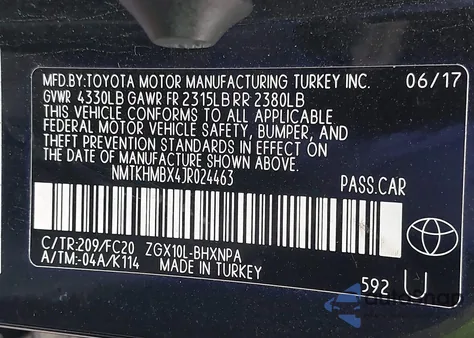 MFD.BY:TOYOTA MOTOR MANUFACTURING TURKEY INC. 06/17
GVWR 4330LB GAWR FR 2315LB RR 2380LB
THIS VEHICLE CONFORMS TO ALL APPLICABLE
FEDERAL MOTOR VEHICLE SAFETY, BUMPER, AND
THEFT PREVENTION STANDARDS IN EFFECT ON
THE DATE OF MANUFACTURE SHOWN ABOVE.
NMTKHMBX4JR024463 PASS.CAR
C/TR:209/FC20 ZGX10L-BHXNPA
A/TM:-04A/K114 MADE IN TURKEY 592 U